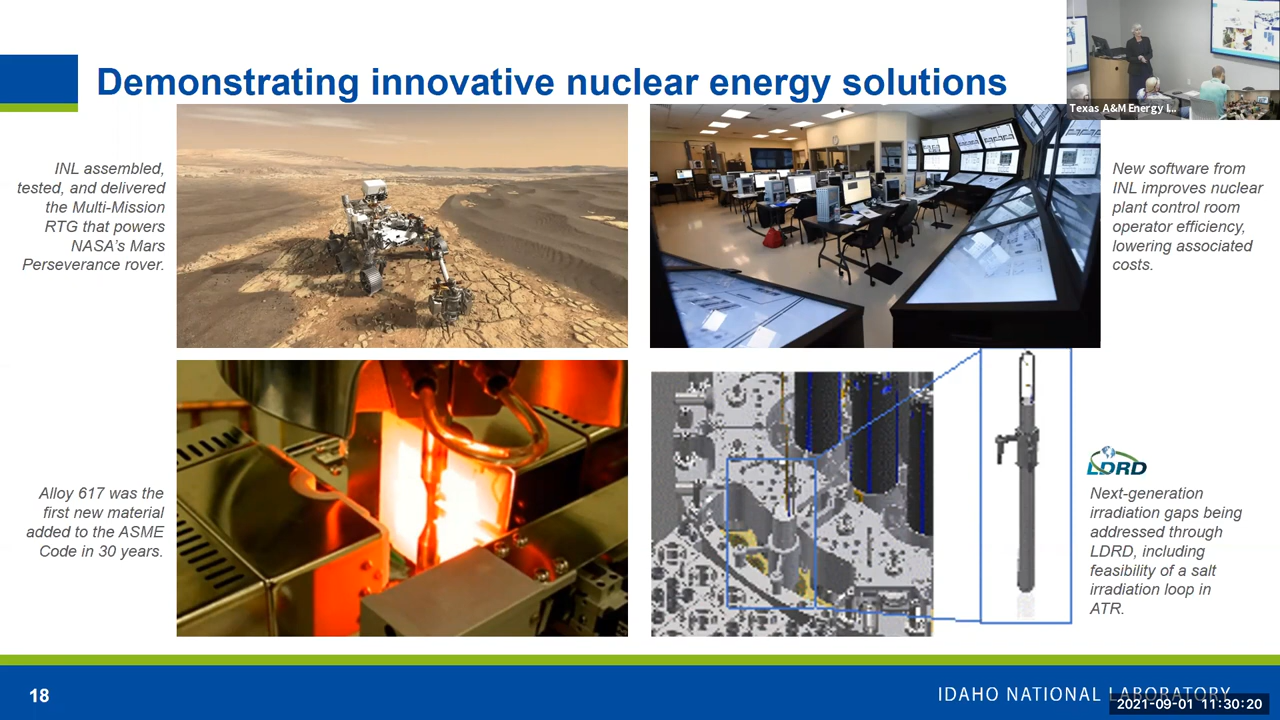 Demonstrating innovative nuclear energy solutions
Texas A&M Energy I...
INL assembled,
tested, and delivered
the Multi-Mission
RTG that powers
NASA's Mars
Perseverance rover.
New software from
INL improves nuclear
plant control room
operator efficiency,
lowering associated
costs.
Alloy 617 was the
first new material
added to the ASME
Code in 30 years.
LDRD
Next-generation
irradiation gaps being
addressed through
LDRD, including
feasibility of a salt
irradiation loop in
ATR.
18
IDAHO NATIONAL LABORATORY
2021-09-01 11:30:20